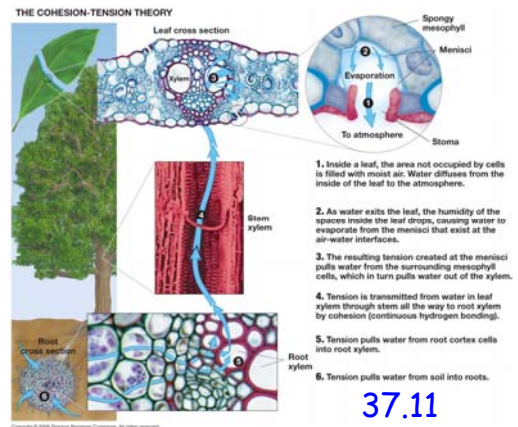 THE COHESION-TENSION THEORY
Leaf cross section
Xylem
3
Spongy
mesophyll
Menisci
2
Evaporation
1
To atmosphere
Stoma
1. Inside a leaf, the area not occupied by cells
is filled with moist air. Water diffuses from the
inside of the leaf to the atmosphere.
2. As water exits the leaf, the humidity of the
spaces inside the leaf drops, causing water to
evaporate from the menisci that exist at the
air-water interfaces.
3. The resulting tension created at the menisci
pulls water from the surrounding mesophyll
cells, which in turn pulls water out of the xylem.
4
Stem
xylem
4. Tension is transmitted from water in leaf
xylem through stem all the way to root xylem
by cohesion (continuous hydrogen bonding).
Root
cross section
6
5
Root
xylem
5. Tension pulls water from root cortex cells
into root xylem.
6. Tension pulls water from soil into roots.
37.11